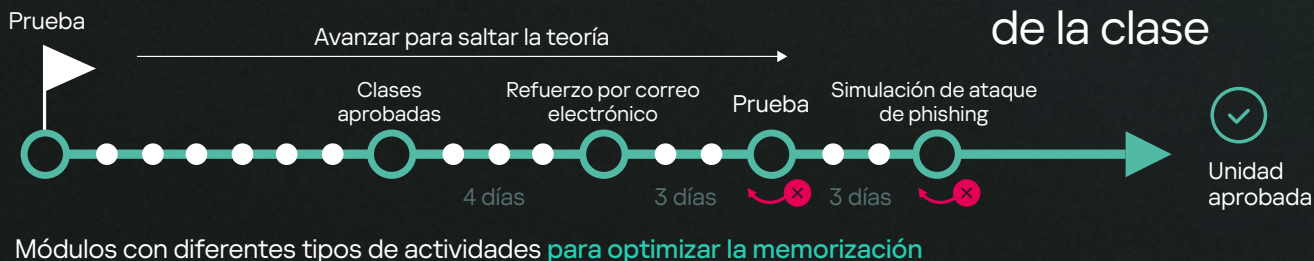 Prueba
Avanzar para saltar la teoría
de la clase
Clases
aprobadas
Refuerzo por correo
electrónico
Prueba
Simulación de ataque
de phishing
Unidad
aprobada
4 días
3 días
3 días
Módulos con diferentes tipos de actividades para optimizar la memorización